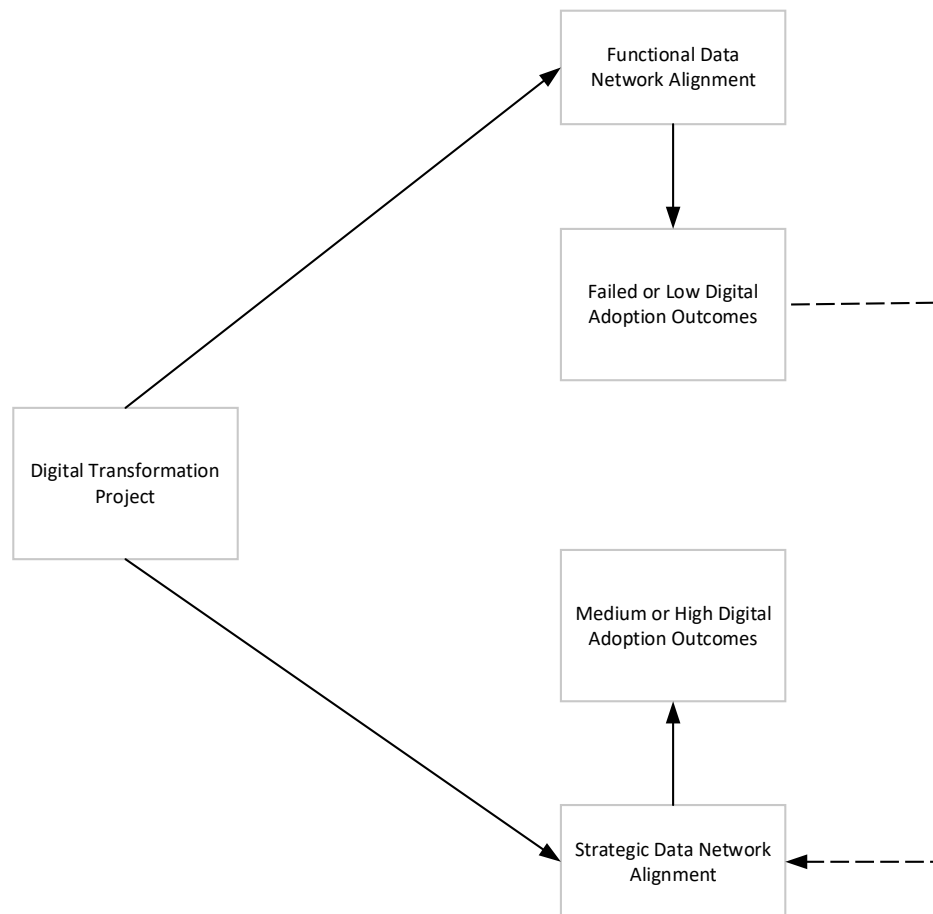 Functional Data
Network Alignment
Failed or Low Digital
Adoption Outcomes
Digital Transformation
Project
Medium or High Digital
Adoption Outcomes
Strategic Data Network
Alignment